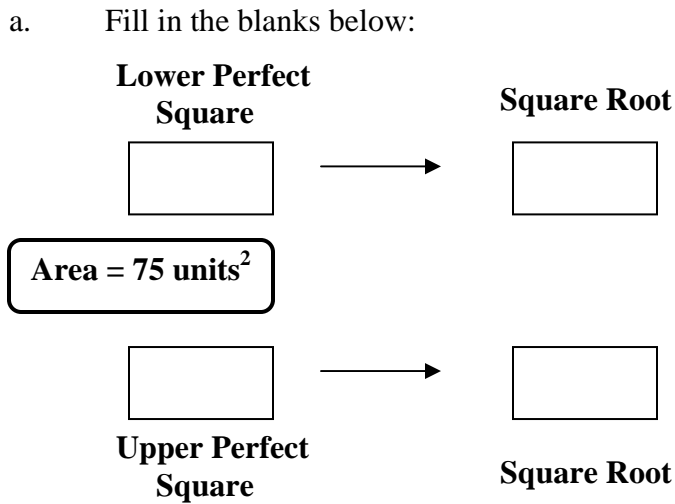 a. Fill in the blanks below:
Lower Perfect
Square
Square Root
Area = 75 units²
Upper Perfect
Square
Square Root